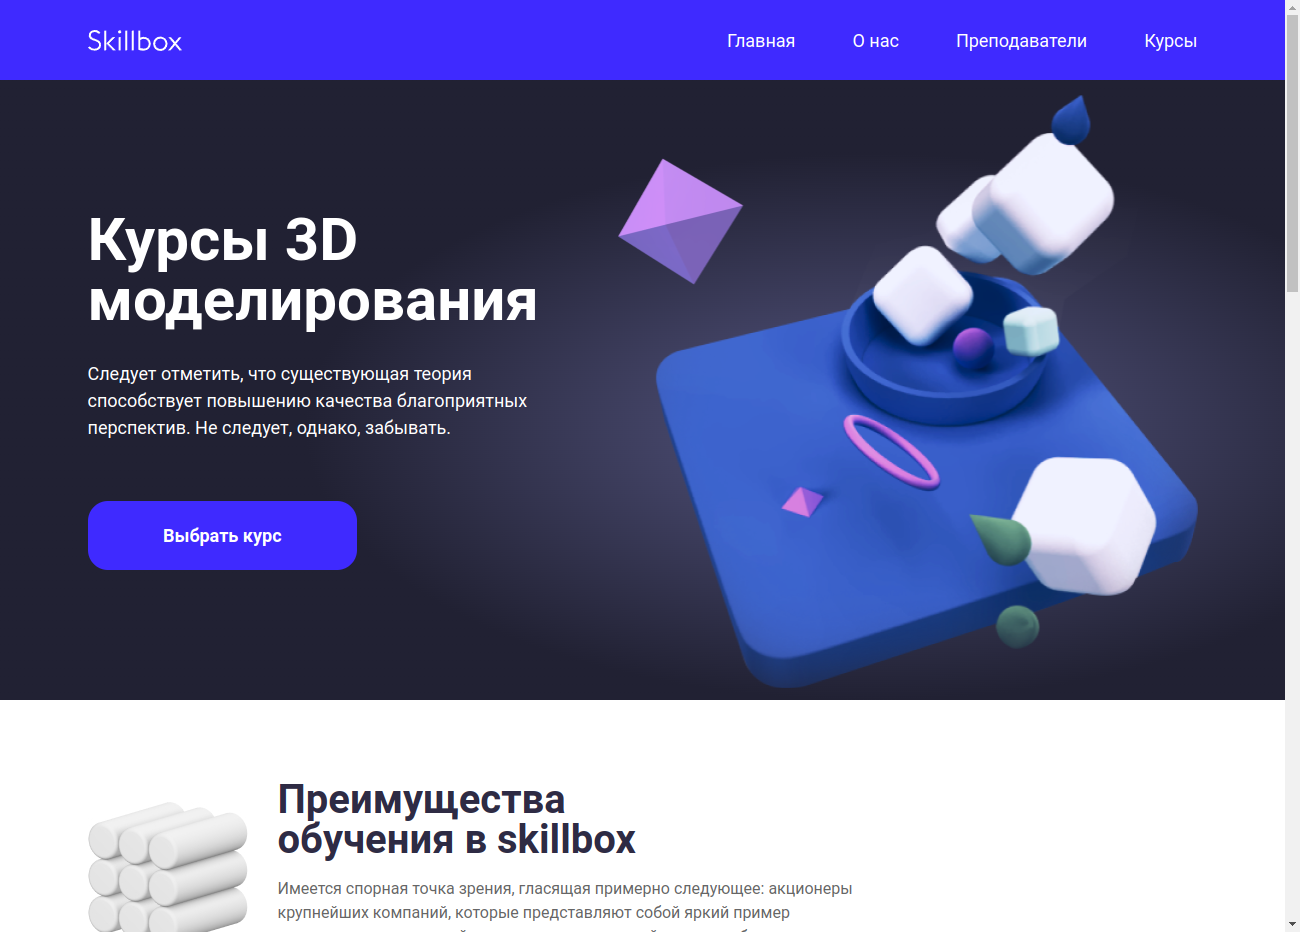 Skillbox
Главная
О нас
Преподаватели
Курсы
Курсы 3D
моделирования
Следует отметить, что существующая теория
способствует повышению качества благоприятных
перспектив. Не следует, однако, забывать.
Выбрать курс
Преимущества
обучения в skillbox
Имеется спорная точка зрения, гласящая примерно следующее: акционеры
крупнейших компаний, которые представляют собой яркий пример